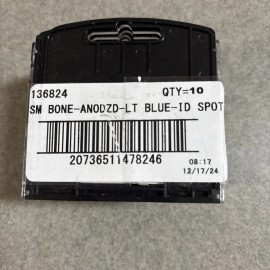 136824 QTY=10
SM BONE-ANODZD-LT BLUE-ID SPOT
20736511478246
08:17
12/17/24